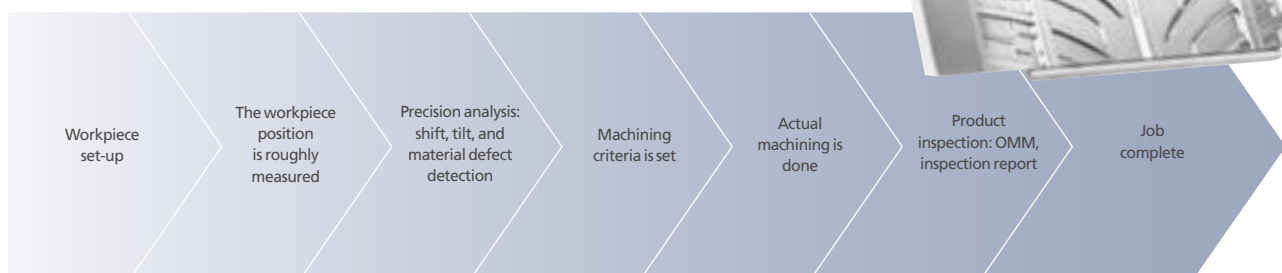 Workpiece
set-up
The workpiece
position
is roughly
measured
Precision analysis:
shift, tilt, and
material defect
detection
Machining
criteria is set
Actual
machining is
done
Product
inspection: OMM,
inspection report
Job
complete